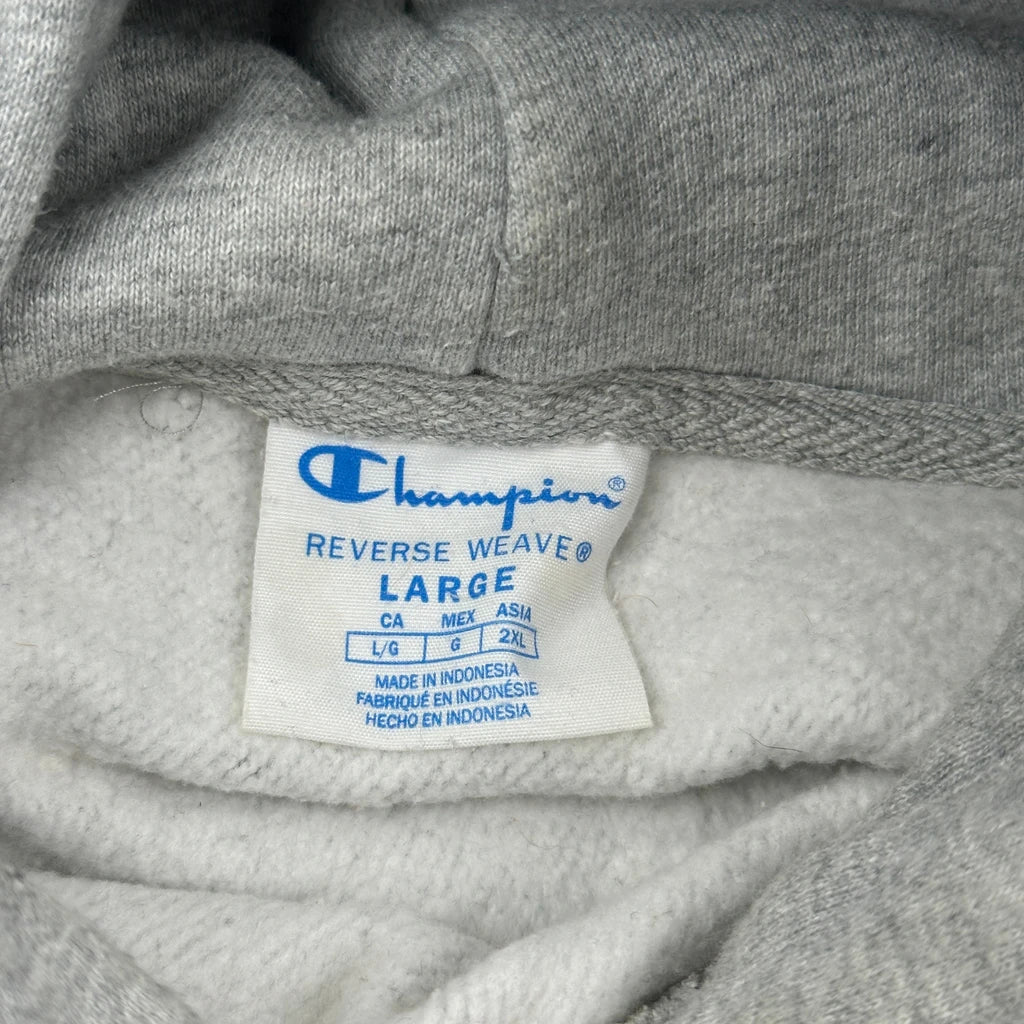 Champion®
REVERSE WEAVE®
LARGE
CA MEX ASIA
L/G G 2XL
MADE IN INDONESIA
FABRIQUÉ EN INDONÉSIE
HECHO EN INDONESIA